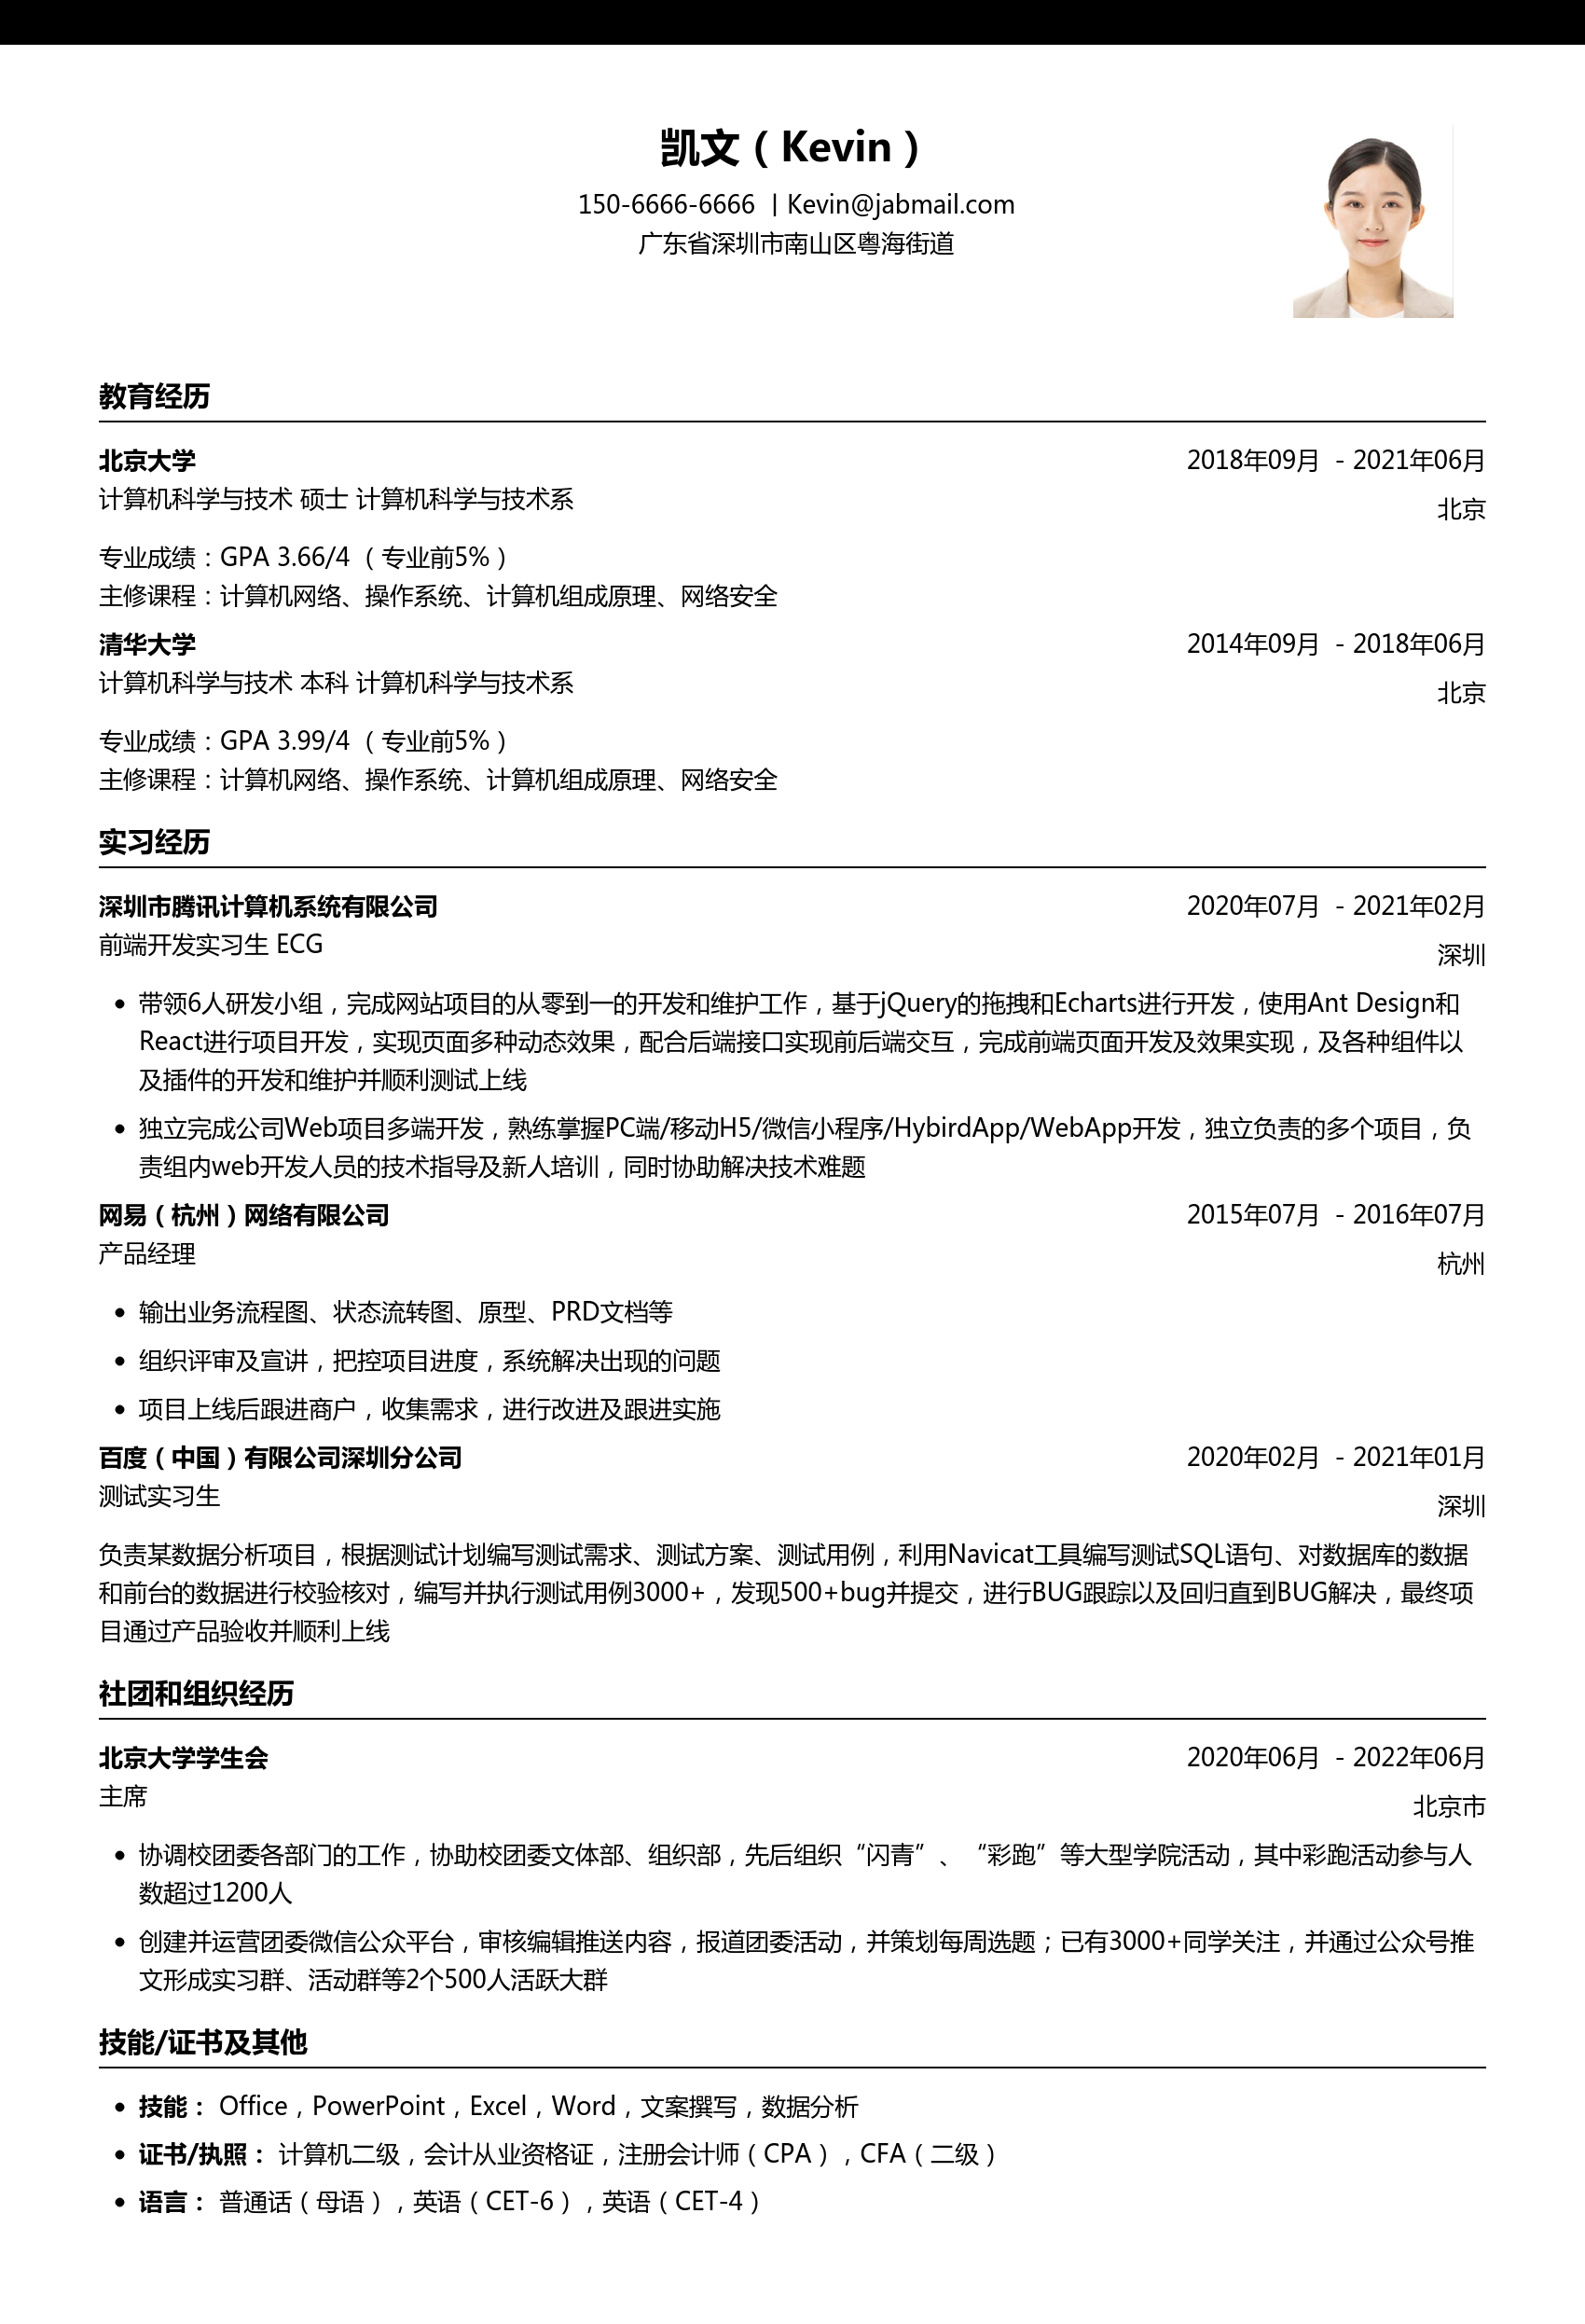 凯文（Kevin）
150-6666-6666 | Kevin@jabmail.com
广东省深圳市南山区粤海街道
教育经历
北京大学 2018年09月 - 2021年06月
计算机科学与技术 硕士 计算机科学与技术系 北京
专业成绩：GPA 3.66/4 （专业前5%）
主修课程：计算机网络、操作系统、计算机组成原理、网络安全
清华大学 2014年09月 - 2018年06月
计算机科学与技术 本科 计算机科学与技术系 北京
专业成绩：GPA 3.99/4 （专业前5%）
主修课程：计算机网络、操作系统、计算机组成原理、网络安全
实习经历
深圳市腾讯计算机系统有限公司 2020年07月 - 2021年02月
前端开发实习生 ECG 深圳
• 带领6人研发小组，完成网站项目的从零到一的开发和维护工作，基于jQuery的拖拽和Echarts进行开发，使用Ant Design和
React进行项目开发，实现页面多种动态效果，配合后端接口实现前后端交互，完成前端页面开发及效果实现，及各种组件以
及插件的开发和维护并顺利测试上线
• 独立完成公司Web项目多端开发，熟练掌握PC端/移动H5/微信小程序/HybirdApp/WebApp开发，独立负责的多个项目，负
责组内web开发人员的技术指导及新人培训，同时协助解决技术难题
网易（杭州）网络有限公司 2015年07月 - 2016年07月
产品经理 杭州
• 输出业务流程图、状态流转图、原型、PRD文档等
• 组织评审及宣讲，把控项目进度，系统解决出现的问题
• 项目上线后跟进商户，收集需求，进行改进及跟进实施
百度（中国）有限公司深圳分公司 2020年02月 - 2021年01月
测试实习生 深圳
负责某数据分析项目，根据测试计划编写测试需求、测试方案、测试用例，利用Navicat工具编写测试SQL语句、对数据库的数据
和前台的数据进行校验核对，编写并执行测试用例3000+，发现500+bug并提交，进行BUG跟踪以及回归直到BUG解决，最终项
目通过产品验收并顺利上线
社团和组织经历
北京大学学生会 2020年06月 - 2022年06月
主席 北京市
• 协调校团委各部门的工作，协助校团委文体部、组织部，先后组织“闪青”、“彩跑”等大型学院活动，其中彩跑活动参与人
数超过1200人
• 创建并运营团委微信公众平台，审核编辑推送内容，报道团委活动，并策划每周选题；已有3000+同学关注，并通过公众号推
文形成实习群、活动群等2个500人活跃大群
技能/证书及其他
• 技能： Office，PowerPoint，Excel，Word，文案撰写，数据分析
• 证书/执照： 计算机二级，会计从业资格证，注册会计师（CPA），CFA（二级）
• 语言： 普通话（母语），英语（CET-6），英语（CET-4）